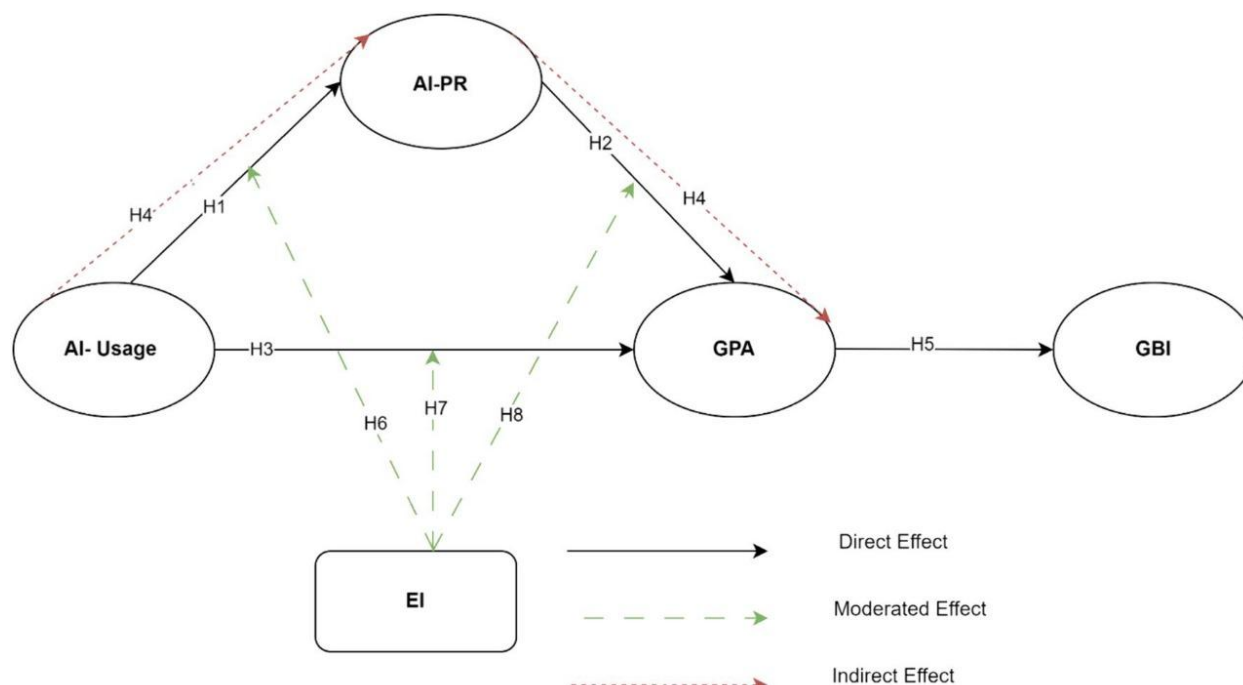 AI-PR
H2
H4
H4
H1
AI- Usage
H3
GPA
H5
GBI
H6
H7
H8
EI
Direct Effect
Moderated Effect
Indirect Effect